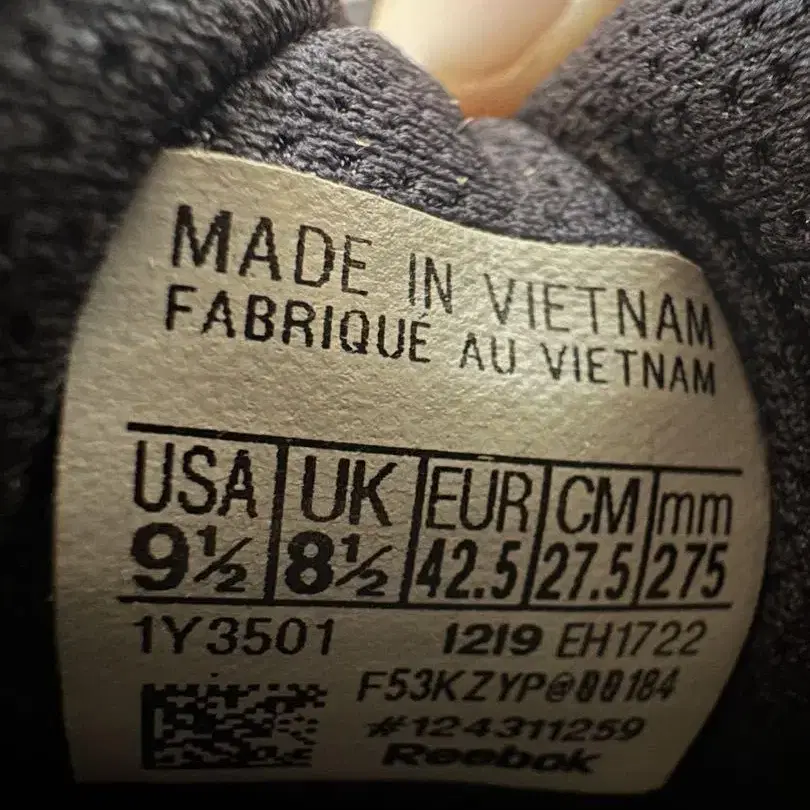 MADE IN VIETNAM
FABRIQUÉ AU VIETNAM
USA UK EUR CM mm
9½ 8½ 42.5 27.5 275
1Y3501 1219 EH1722
F53KZYP@00184
#124311259
Reebok